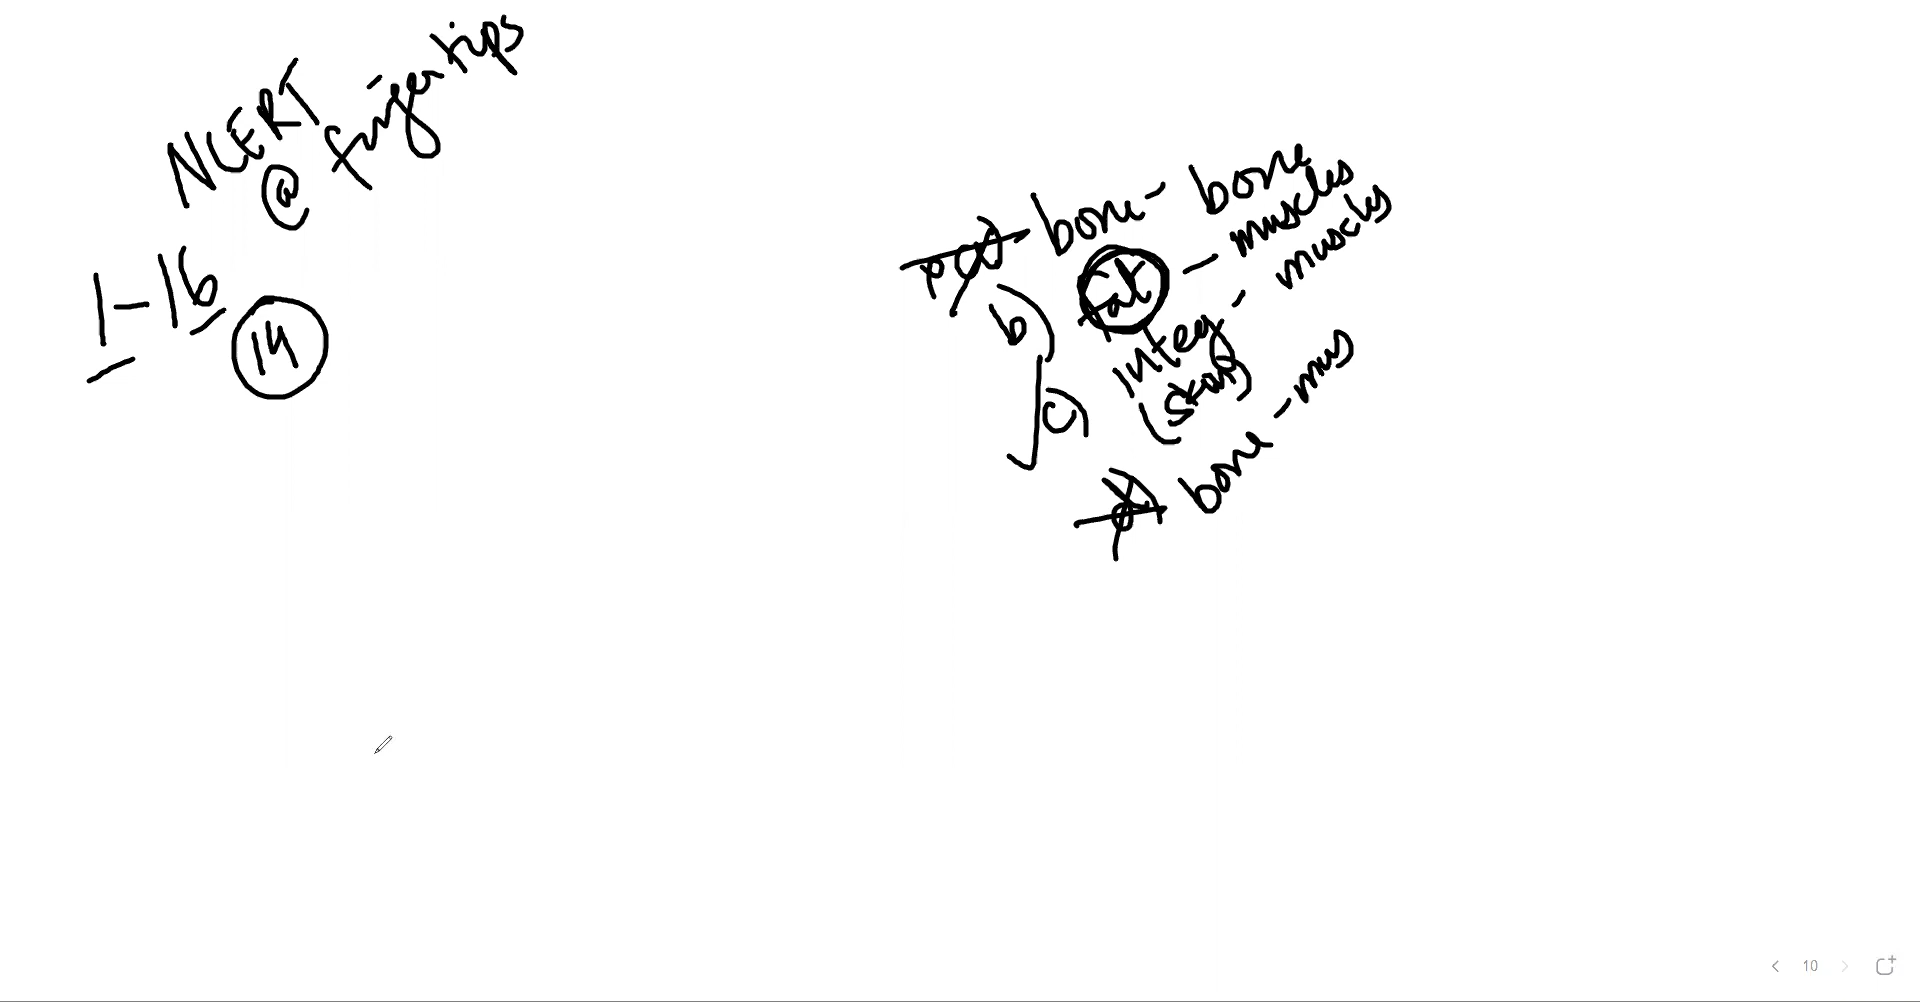 NCERT
@ fingertips
1-16
14
a) bone - bone
b) fat - muscles
c) integ - muscles
(skin)
d) bone - mus
10